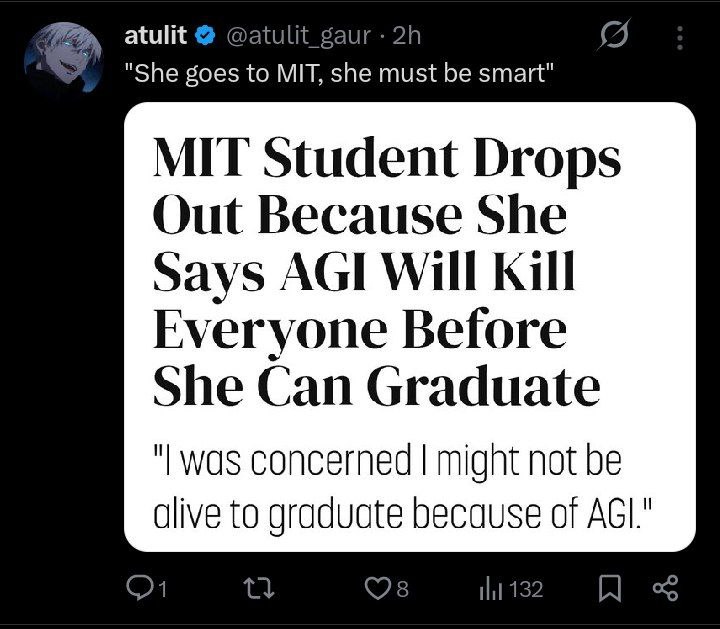 atulit @atulit_gaur · 2h
"She goes to MIT, she must be smart"
MIT Student Drops
Out Because She
Says AGI Will Kill
Everyone Before
She Can Graduate
"I was concerned I might not be
alive to graduate because of AGI."
1 8 132